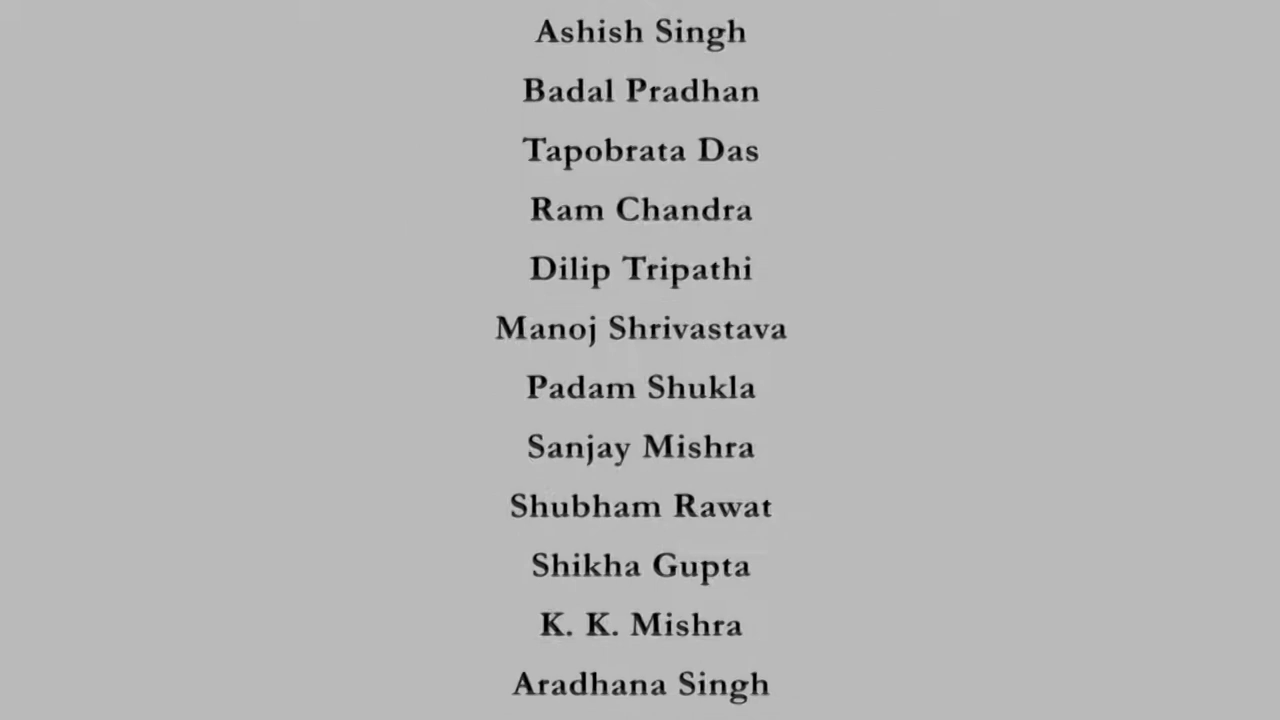 Ashish Singh
Badal Pradhan
Tapobrata Das
Ram Chandra
Dilip Tripathi
Manoj Shrivastava
Padam Shukla
Sanjay Mishra
Shubham Rawat
Shikha Gupta
K. K. Mishra
Aradhana Singh